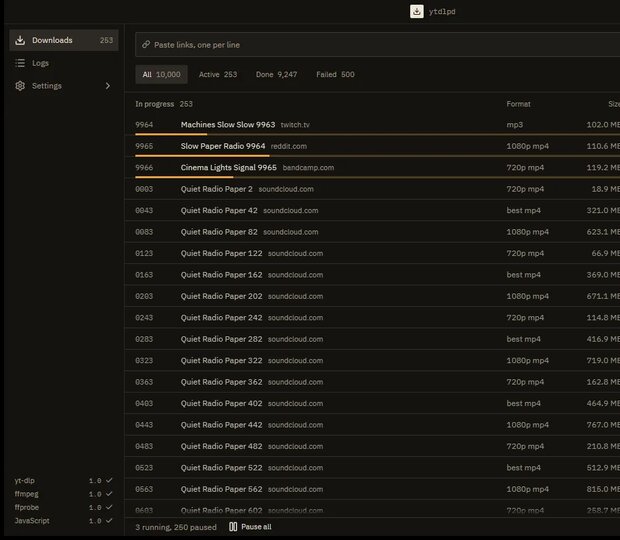 ytdlpd
Downloads 253
Logs
Settings
Paste links, one per line
All 10,000 Active 253 Done 9,247 Failed 500
In progress 253 Format Size
9964 Machines Slow Slow 9963 twitch.tv mp3 102.0 MB
9965 Slow Paper Radio 9964 reddit.com 1080p mp4 110.6 MB
9966 Cinema Lights Signal 9965 bandcamp.com 720p mp4 119.2 MB
0003 Quiet Radio Paper 2 soundcloud.com 720p mp4 18.9 MB
0043 Quiet Radio Paper 42 soundcloud.com best mp4 321.0 MB
0083 Quiet Radio Paper 82 soundcloud.com 1080p mp4 623.1 MB
0123 Quiet Radio Paper 122 soundcloud.com 720p mp4 66.9 MB
0163 Quiet Radio Paper 162 soundcloud.com best mp4 369.0 MB
0203 Quiet Radio Paper 202 soundcloud.com 1080p mp4 671.1 MB
0243 Quiet Radio Paper 242 soundcloud.com 720p mp4 114.8 MB
0283 Quiet Radio Paper 282 soundcloud.com best mp4 416.9 MB
0323 Quiet Radio Paper 322 soundcloud.com 1080p mp4 719.0 MB
0363 Quiet Radio Paper 362 soundcloud.com 720p mp4 162.8 MB
0403 Quiet Radio Paper 402 soundcloud.com best mp4 464.9 MB
0443 Quiet Radio Paper 442 soundcloud.com 1080p mp4 767.0 MB
0483 Quiet Radio Paper 482 soundcloud.com 720p mp4 210.8 MB
0523 Quiet Radio Paper 522 soundcloud.com best mp4 512.9 MB
0563 Quiet Radio Paper 562 soundcloud.com 1080p mp4 815.0 MB
0603 Quiet Radio Paper 602 soundcloud.com 720p mp4 258.7 MB
yt-dlp 1.0
ffmpeg 1.0
ffprobe 1.0
JavaScript 1.0
3 running, 250 paused Pause all